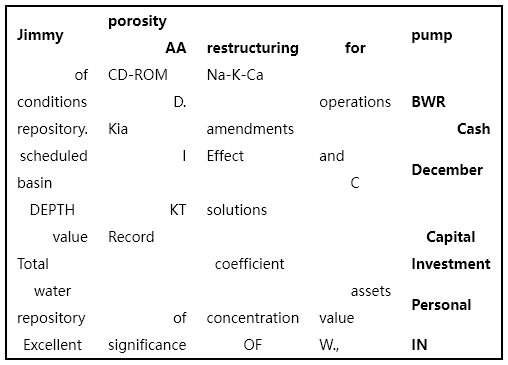 Jimmy porosity pump
AA restructuring for
of CD-ROM Na-K-Ca
conditions D. operations BWR
repository. Kia amendments Cash
scheduled I Effect and
December
basin C
DEPTH KT solutions
value Record Capital
Total coefficient Investment
water assets
Personal
repository of concentration value
Excellent significance OF W., IN